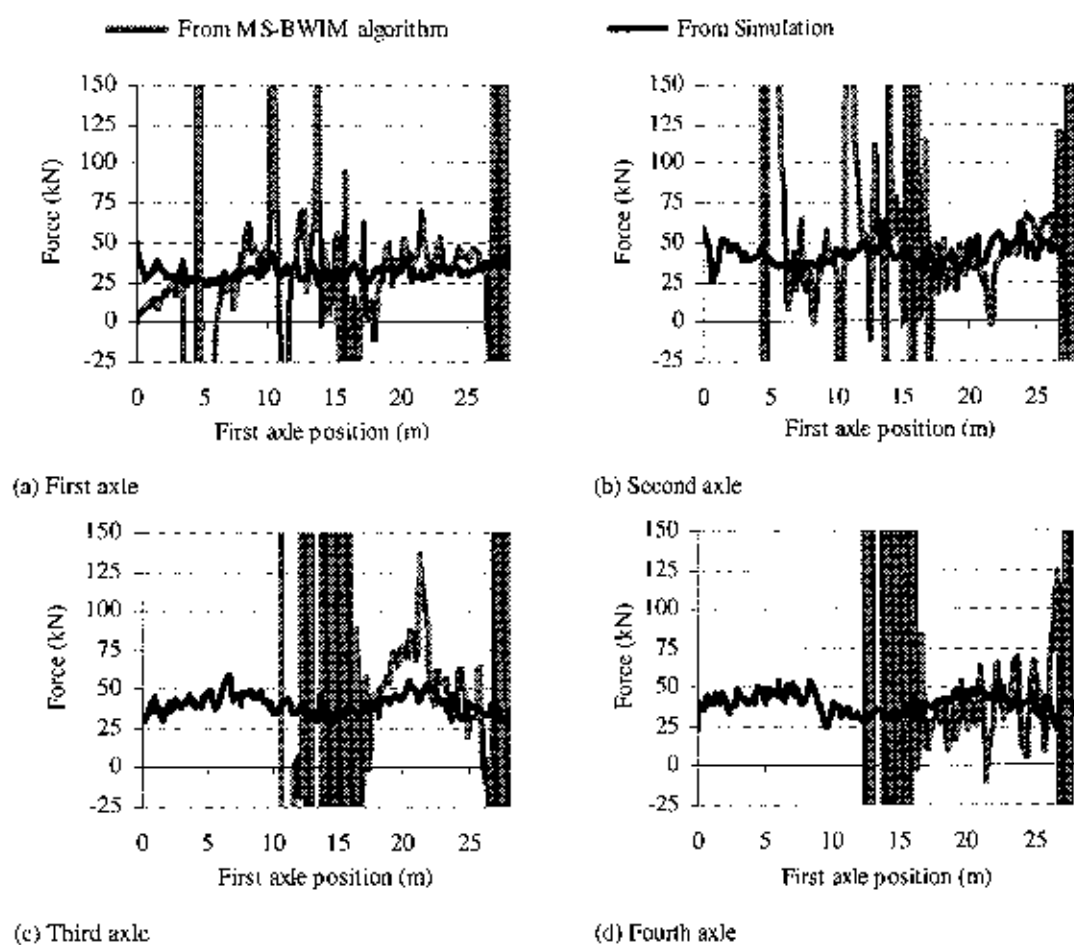 From MS-BWIM algorithm
From Simulation
150
125
100
75
50
25
0
-25
Force (kN)
0 5 10 15 20 25
First axle position (m)
(a) First axle
150
125
100
75
50
25
0
-25
Force (kN)
0 5 10 15 20 25
First axle position (m)
(b) Second axle
150
125
100
75
50
25
0
-25
Force (kN)
0 5 10 15 20 25
First axle position (m)
(c) Third axle
150
125
100
75
50
25
0
-25
Force (kN)
0 5 10 15 20 25
First axle position (m)
(d) Fourth axle